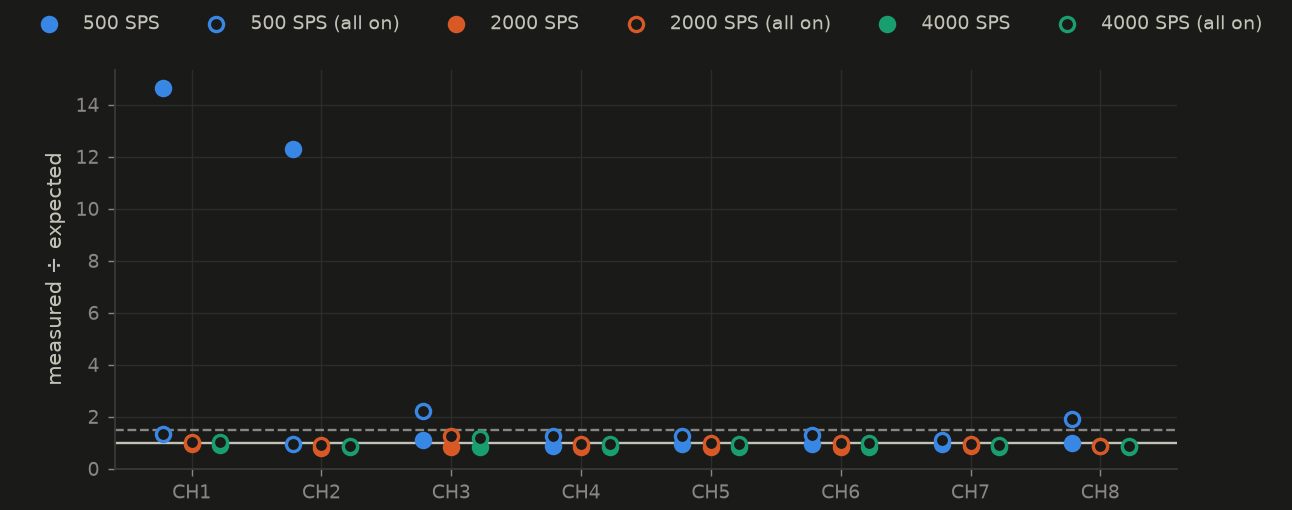 500 SPS 500 SPS (all on) 2000 SPS 2000 SPS (all on) 4000 SPS 4000 SPS (all on)
measured ÷ expected
14
12
10
8
6
4
2
0
CH1 CH2 CH3 CH4 CH5 CH6 CH7 CH8